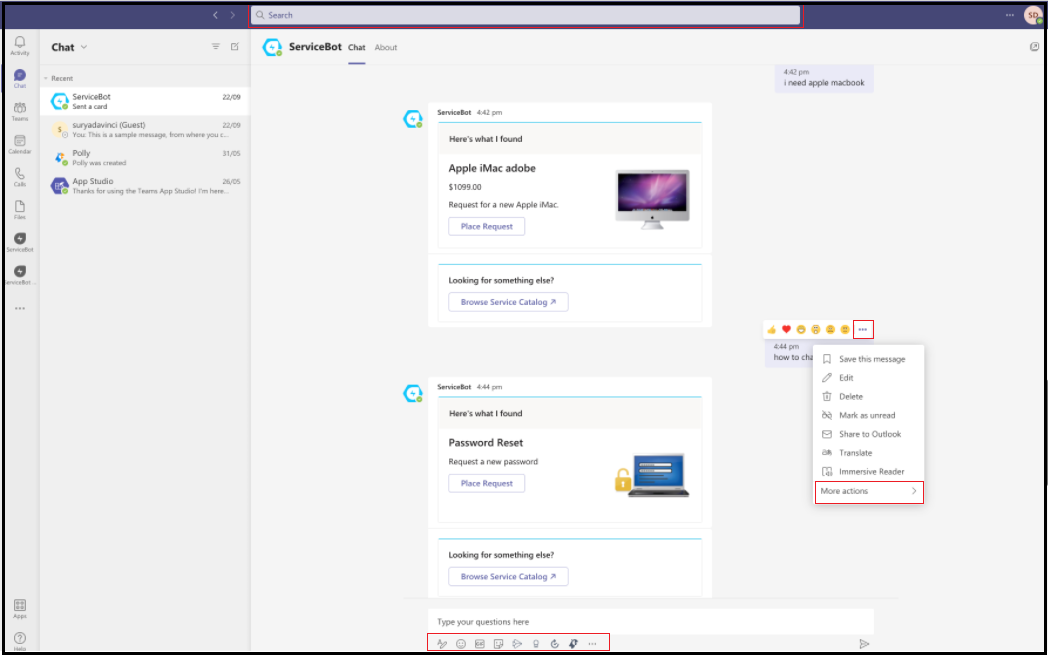 Search
SD
Activity
Chat
Teams
Calendar
Calls
Files
ServiceBot
ServiceBot ...
Apps
Help
Chat
Recent
ServiceBot 22/09
Sent a card
suryadavinci (Guest) 22/09
S
You: This is a sample message, from where you c...
Polly 31/05
Polly was created
App Studio 26/05
Thanks for using the Teams App Studio! I'm here...
ServiceBot Chat About
4:42 pm
i need apple macbook
ServiceBot 4:42 pm
Here's what I found
Apple iMac adobe
$1099.00
Request for a new Apple iMac.
Place Request
Looking for something else?
Browse Service Catalog ↗
4:44 pm
how to cha
Save this message
Edit
Delete
Mark as unread
Share to Outlook
Translate
Immersive Reader
More actions
ServiceBot 4:44 pm
Here's what I found
Password Reset
Request a new password
Place Request
Looking for something else?
Browse Service Catalog ↗
Type your questions here
GIF